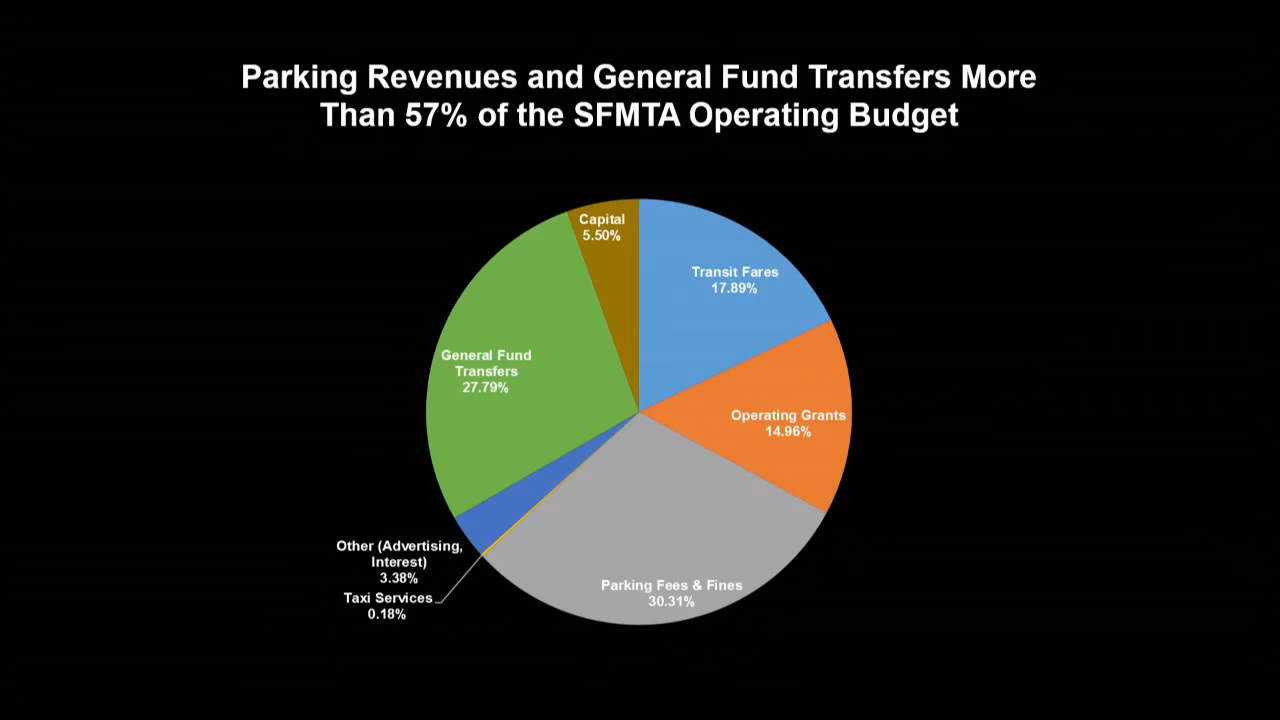 Parking Revenues and General Fund Transfers More
Than 57% of the SFMTA Operating Budget
Capital
5.50%
Transit Fares
17.89%
General Fund
Transfers
27.79%
Operating Grants
14.96%
Other (Advertising,
Interest)
3.38%
Taxi Services
0.18%
Parking Fees & Fines
30.31%